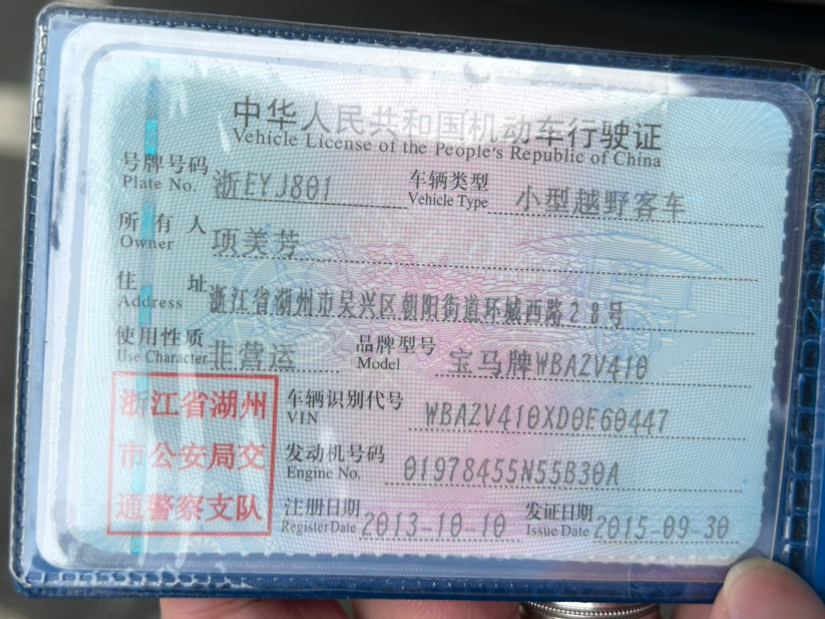 中华人民共和国机动车行驶证
Vehicle License of the People's Republic of China
号牌号码 浙EYJ801 车辆类型 小型越野客车
Plate No. Vehicle Type
所有人 项美芳
Owner
住址 浙江省湖州市吴兴区朝阳街道环城西路28号
Address
使用性质 非营运 品牌型号 宝马牌WBAZV410
Use Character Model
浙江省湖州
市公安局交
通警察支队
车辆识别代号 WBAZV410XD0E60447
VIN
发动机号码 01978455N55B30A
Engine No.
注册日期 2013-10-10 发证日期 2015-09-30
Register Date Issue Date